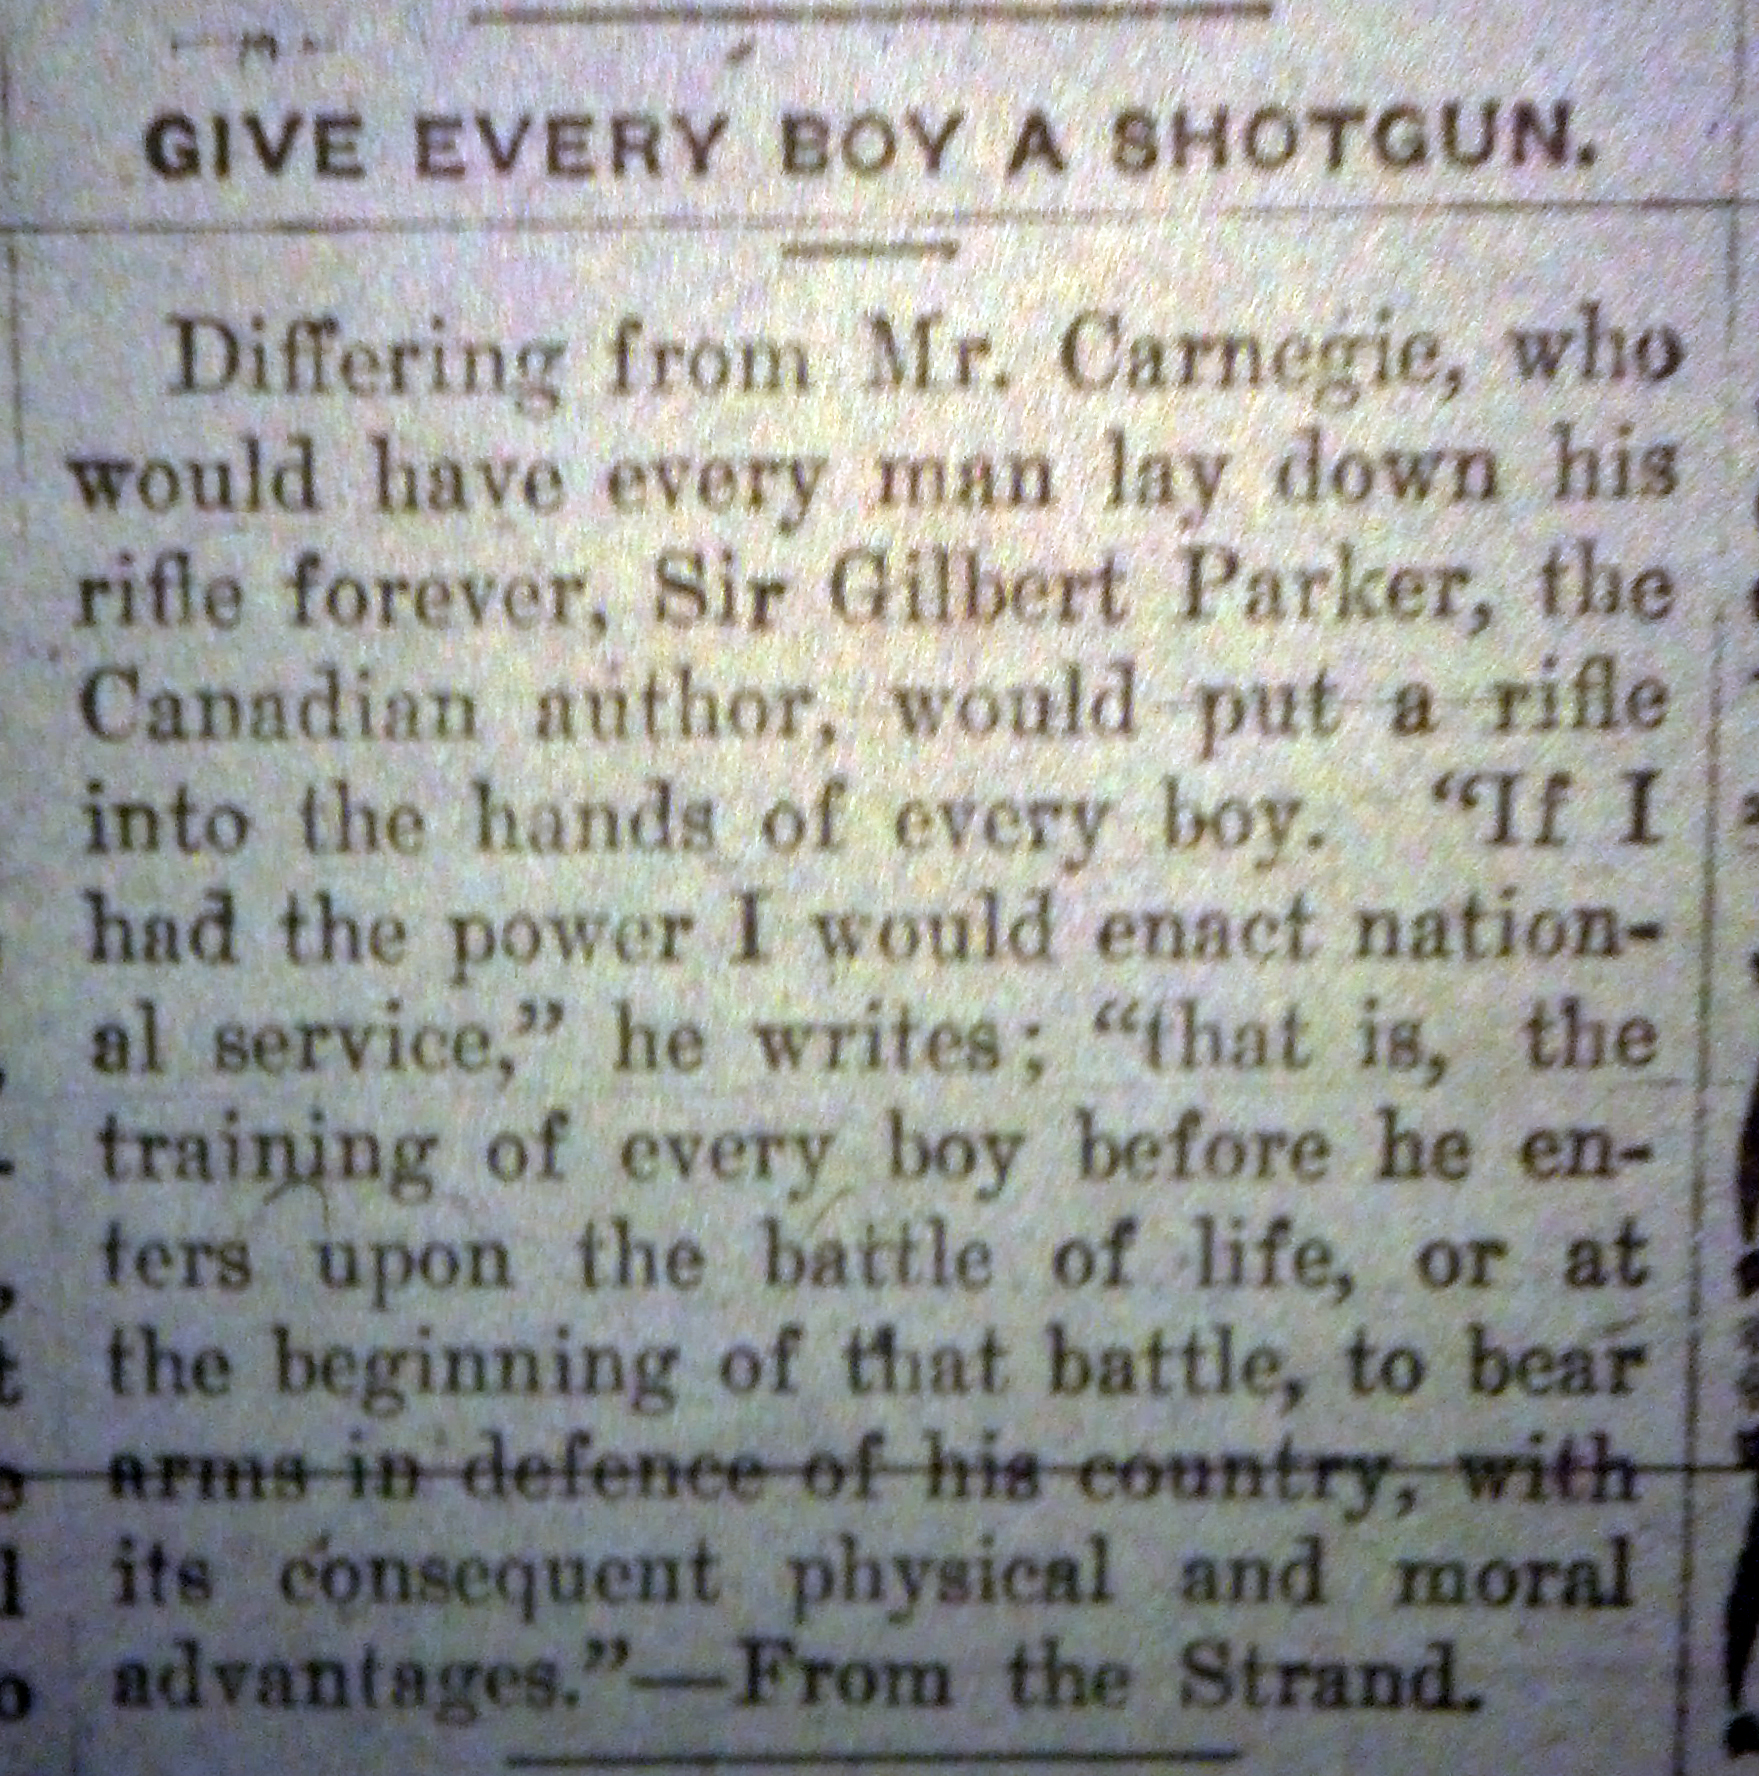 GIVE EVERY BOY A SHOTGUN.
Differing from Mr. Carnegie, who
would have every man lay down his
rifle forever, Sir Gilbert Parker, the
Canadian author, would put a rifle
into the hands of every boy. “If I
had the power I would enact nation-
al service,” he writes; “that is, the
training of every boy before he en-
ters upon the battle of life, or at
the beginning of that battle, to bear
arms in defence of his country, with
its consequent physical and moral
advantages.”—From the Strand.